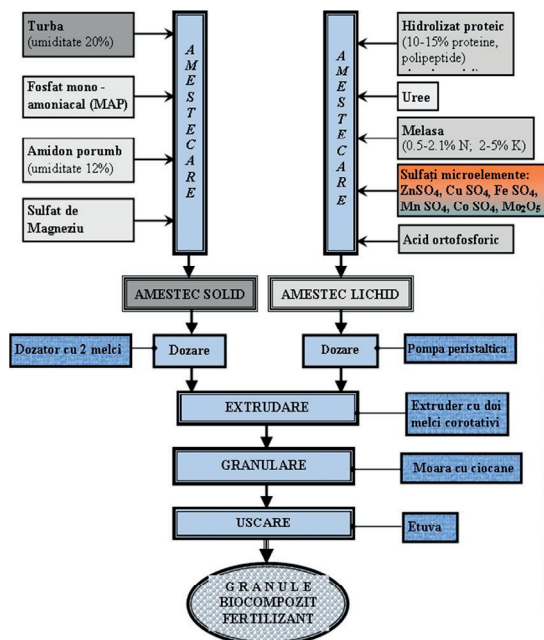 Turba
(umiditate 20%)
Fosfat mono -
amoniacal (MAP)
Amidon porumb
(umiditate 12%)
Sulfat de
Magneziu
AMESTECARE
AMESTECARE
Hidrolizat proteic
(10-15% proteine,
polipeptide)
Uree
Melasa
(0.5-2.1% N; 2-5% K)
Sulfați microelemente:
ZnSO4, Cu SO4, Fe SO4,
Mn SO4, Co SO4, Mo2O5
Acid ortofosforic
AMESTEC SOLID
AMESTEC LICHID
Dozator cu 2 melci
Dozare
Dozare
Pompa peristaltica
EXTRUDARE
Extruder cu doi
melci corotativi
GRANULARE
Moara cu ciocane
USCARE
Etuva
GRANULE
BIOCOMPOZIT
FERTILIZANT